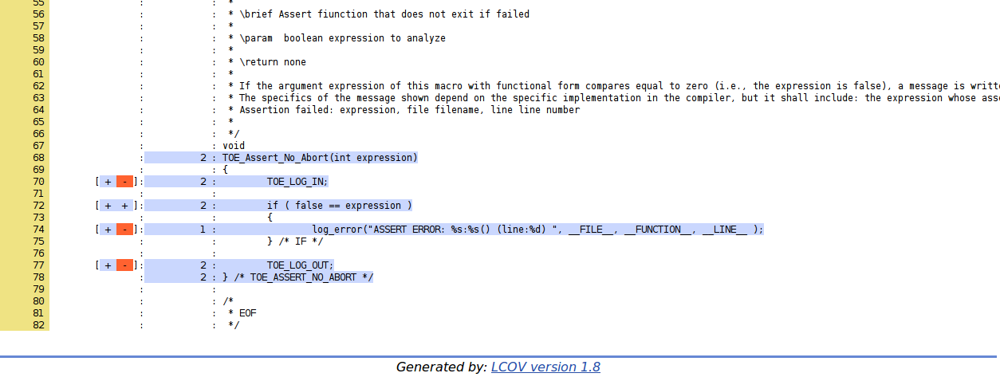 55 : : *
56 : : * \brief Assert fiunction that does not exit if failed
57 : : *
58 : : * \param  boolean expression to analyze
59 : : *
60 : : * \return none
61 : : *
62 : : * If the argument expression of this macro with functional form compares equal to zero (i.e., the expression is false), a message is writt
63 : : * The specifics of the message shown depend on the specific implementation in the compiler, but it shall include: the expression whose ass
64 : : * Assertion failed: expression, file filename, line line number
65 : : *
66 : : */
67 : : void
68 : 2 : TOE_Assert_No_Abort(int expression)
69 : : {
70 [ + - ]: 2 : TOE_LOG_IN;
71 : :
72 [ + + ]: 2 : if ( false == expression )
73 : : {
74 [ + - ]: 1 : log_error("ASSERT ERROR: %s:%s() (line:%d) ", __FILE__, __FUNCTION__, __LINE__ );
75 : : } /* IF */
76 : :
77 [ + - ]: 2 : TOE_LOG_OUT;
78 : 2 : } /* TOE_ASSERT_NO_ABORT */
79 : :
80 : : /*
81 : : * EOF
82 : : */
Generated by: LCOV version 1.8